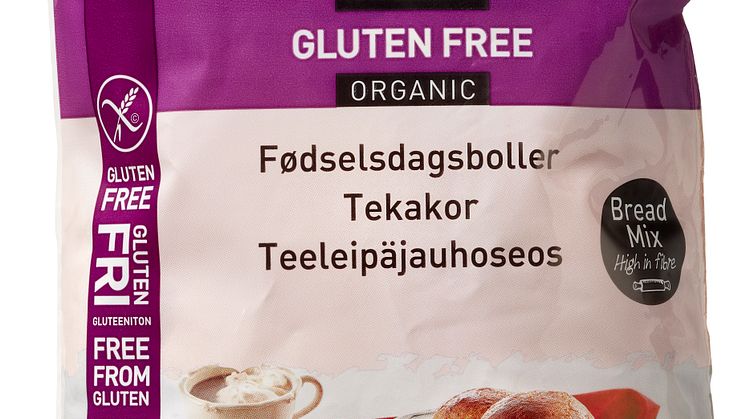 GLUTEN FREE
ORGANIC
Fødselsdagsboller
Tekakor
Teeleipäjauhoseos
Bread
Mix
High in fibre
©
GLUTEN
FREE
GLUTEN
FRI
GLUTEENITON
FREE
FROM
GLUTEN